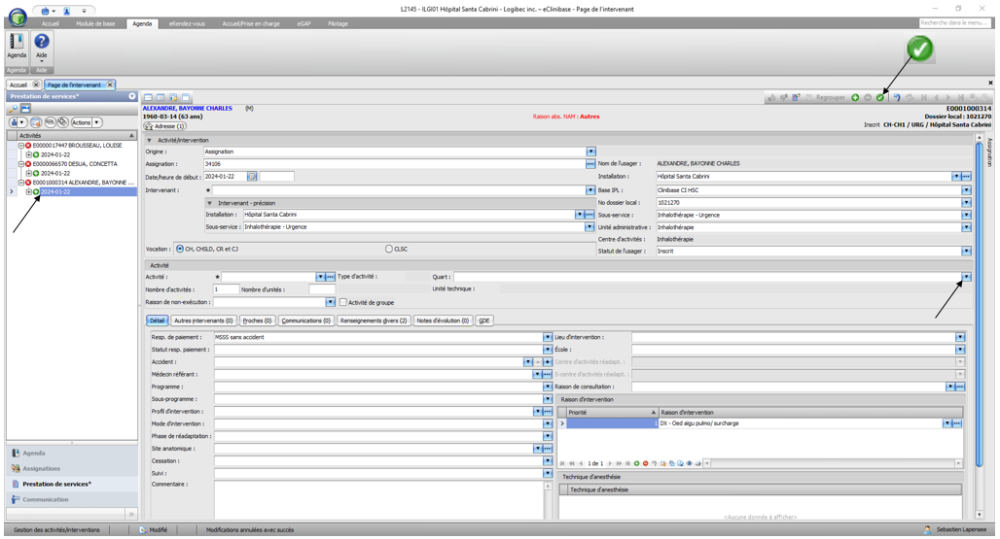 L2145 - ILGI01 Hôpital Santa Cabrini - Logibec inc. – eClinibase - Page de l'intervenant
Accueil Module de base Agenda eRendez-vous Accueil/Prise en charge eGAP Pilotage
Recherche dans le menu...
Agenda Aide
Agenda Aide
Accueil Page de l'intervenant
Prestation de services*
Regrouper
Actions
Activités
E0000017447 BROUSSEAU, LOUISE
2024-01-22
E0000066570 DESUA, CONCETTA
2024-01-22
E0001000314 ALEXANDRE, BAYONNE ...
2024-01-22
Agenda
Assignations
Prestation de services*
Communication
ALEXANDRE, BAYONNE CHARLES (M) E0001000314
1960-03-14 (63 ans) Raison abs. NAM : Autres Dossier local : 1021270
Adresse (1) Inscrit CH-CH1 / URG / Hôpital Santa Cabrini
Assignation
Activité/intervention
Origine : Assignation
Assignation : 34106 Nom de l'usager : ALEXANDRE, BAYONNE CHARLES
Date/heure de début : 2024-01-22 Installation : Hôpital Santa Cabrini
Intervenant : ★ Base IPL : Clinibase CI HSC
Intervenant - précision No dossier local : 1021270
Installation : Hôpital Santa Cabrini Sous-service : Inhalothérapie - Urgence
Sous-service : Inhalothérapie - Urgence Unité administrative : Inhalothérapie
Centre d'activités : Inhalothérapie
Vocation : CH, CHSLD, CR et CJ CLSC Statut de l'usager : Inscrit
Activité
Activité : ★ Type d'activité : Quart :
Nombre d'activités : 1 Nombre d'unités : Unité technique :
Raison de non-exécution : Activité de groupe
Détail Autres intervenants (0) Proches (0) Communications (0) Renseignements divers (2) Notes d'évolution (0) GDE
Resp. de paiement : MSSS sans accident Lieu d'intervention :
Statut resp. paiement : École :
Accident : Centre d'activités réadapt. :
Médecin référant : S-centre d'activités réadapt. :
Programme : Raison de consultation :
Sous-programme : Raison d'intervention
Profil d'intervention : Priorité Raison d'intervention
Mode d'intervention : 1 DX - Oed aigu pulmo/ surcharge
Phase de réadaptation :
Site anatomique :
Cessation : 1 de 1
Suivi : Technique d'anesthésie
Commentaire : Technique d'anesthésie
<Aucune donnée à afficher>
Gestion des activités/interventions Modifié Modifications annulées avec succès Sebastien Lapensee